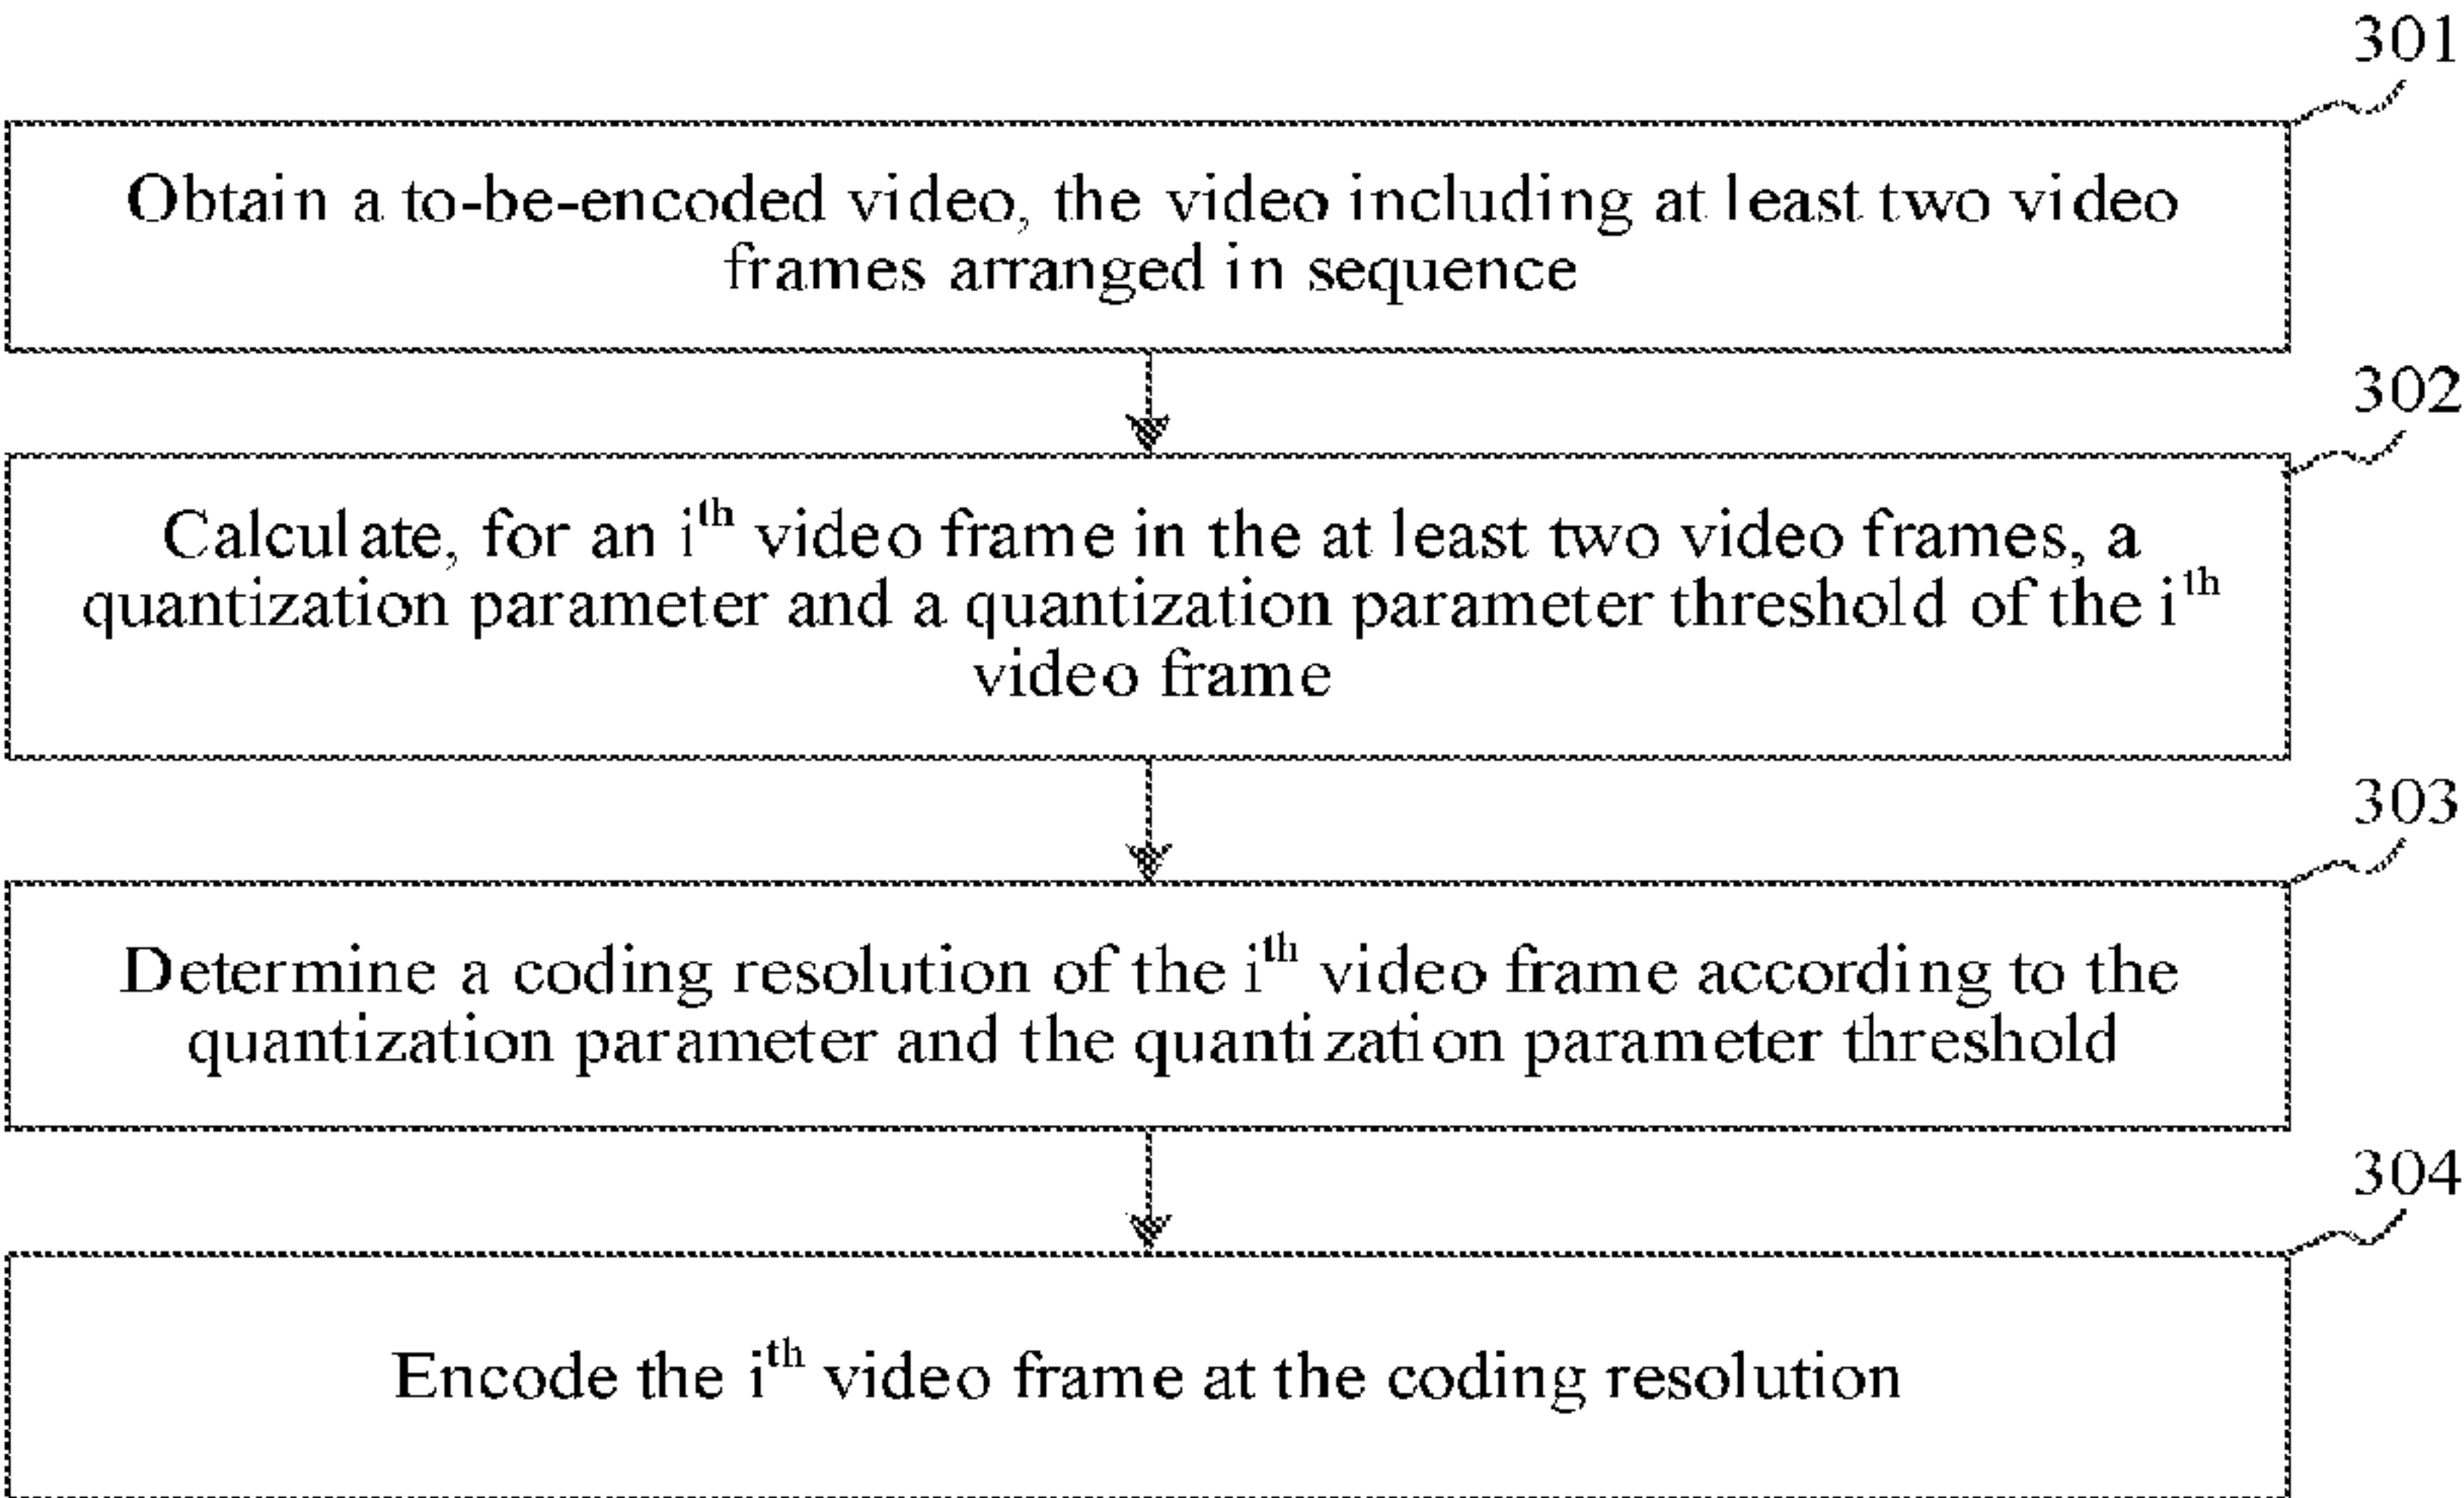 301
Obtain a to-be-encoded video, the video including at least two video
frames arranged in sequence
302
Calculate, for an iᵗʰ video frame in the at least two video frames, a
quantization parameter and a quantization parameter threshold of the iᵗʰ
video frame
303
Determine a coding resolution of the iᵗʰ video frame according to the
quantization parameter and the quantization parameter threshold
304
Encode the iᵗʰ video frame at the coding resolution